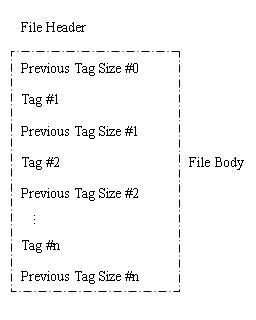 File Header
Previous Tag Size #0
Tag #1
Previous Tag Size #1
Tag #2
File Body
Previous Tag Size #2
⋮
Tag #n
Previous Tag Size #n